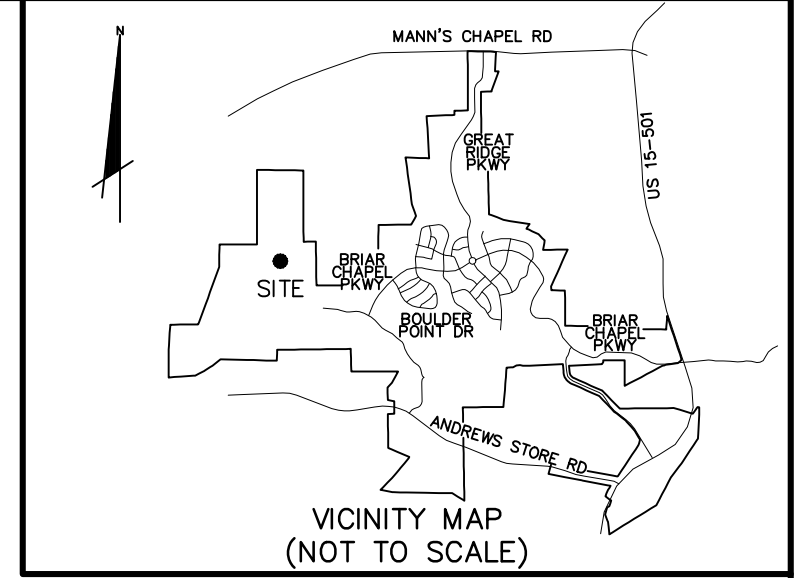 N
MANN'S CHAPEL RD
GREAT
RIDGE
PKWY
US 15-501
BRIAR
CHAPEL
PKWY
SITE
BOULDER
POINT DR
BRIAR
CHAPEL
PKWY
ANDREWS STORE RD
VICINITY MAP
(NOT TO SCALE)